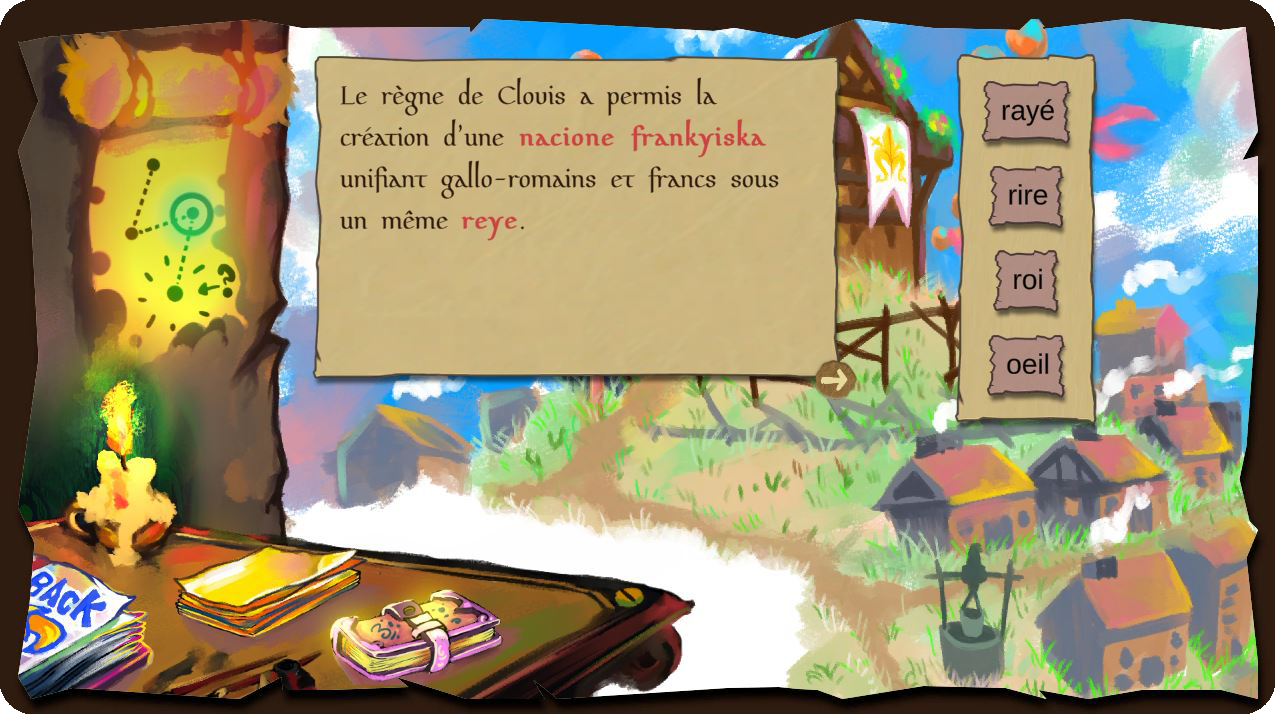 Le règne de Clovis a permis la
création d'une nacione frankyiska
unifiant gallo-romains et francs sous
un même reye.
rayé
rire
roi
oeil
BACK